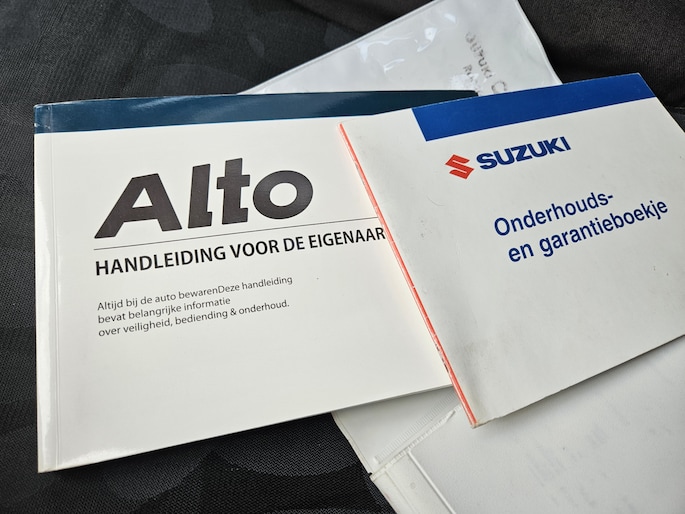 Alto
HANDLEIDING VOOR DE EIGENAAR
Altijd bij de auto bewarenDeze handleiding
bevat belangrijke informatie
over veiligheid, bediending & onderhoud.
SUZUKI
Onderhouds-
en garantieboekje